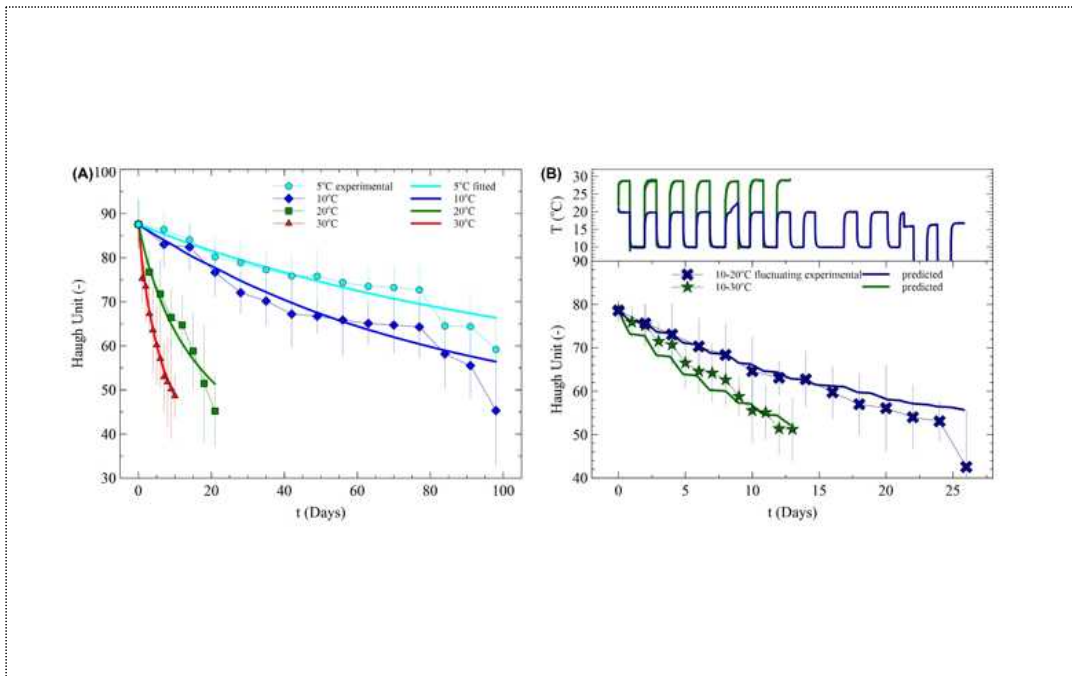 (A)
100
90
80
70
60
50
40
30
Haugh Unit (-)
5°C experimental
5°C fitted
10°C
10°C
20°C
20°C
30°C
30°C
0
20
40
60
80
100
t (Days)
(B)
30
25
20
15
10
T (°C)
90
80
70
60
50
40
Haugh Unit (-)
10-20°C fluctuating experimental
predicted
10-30°C
predicted
0
5
10
15
20
25
t (Days)